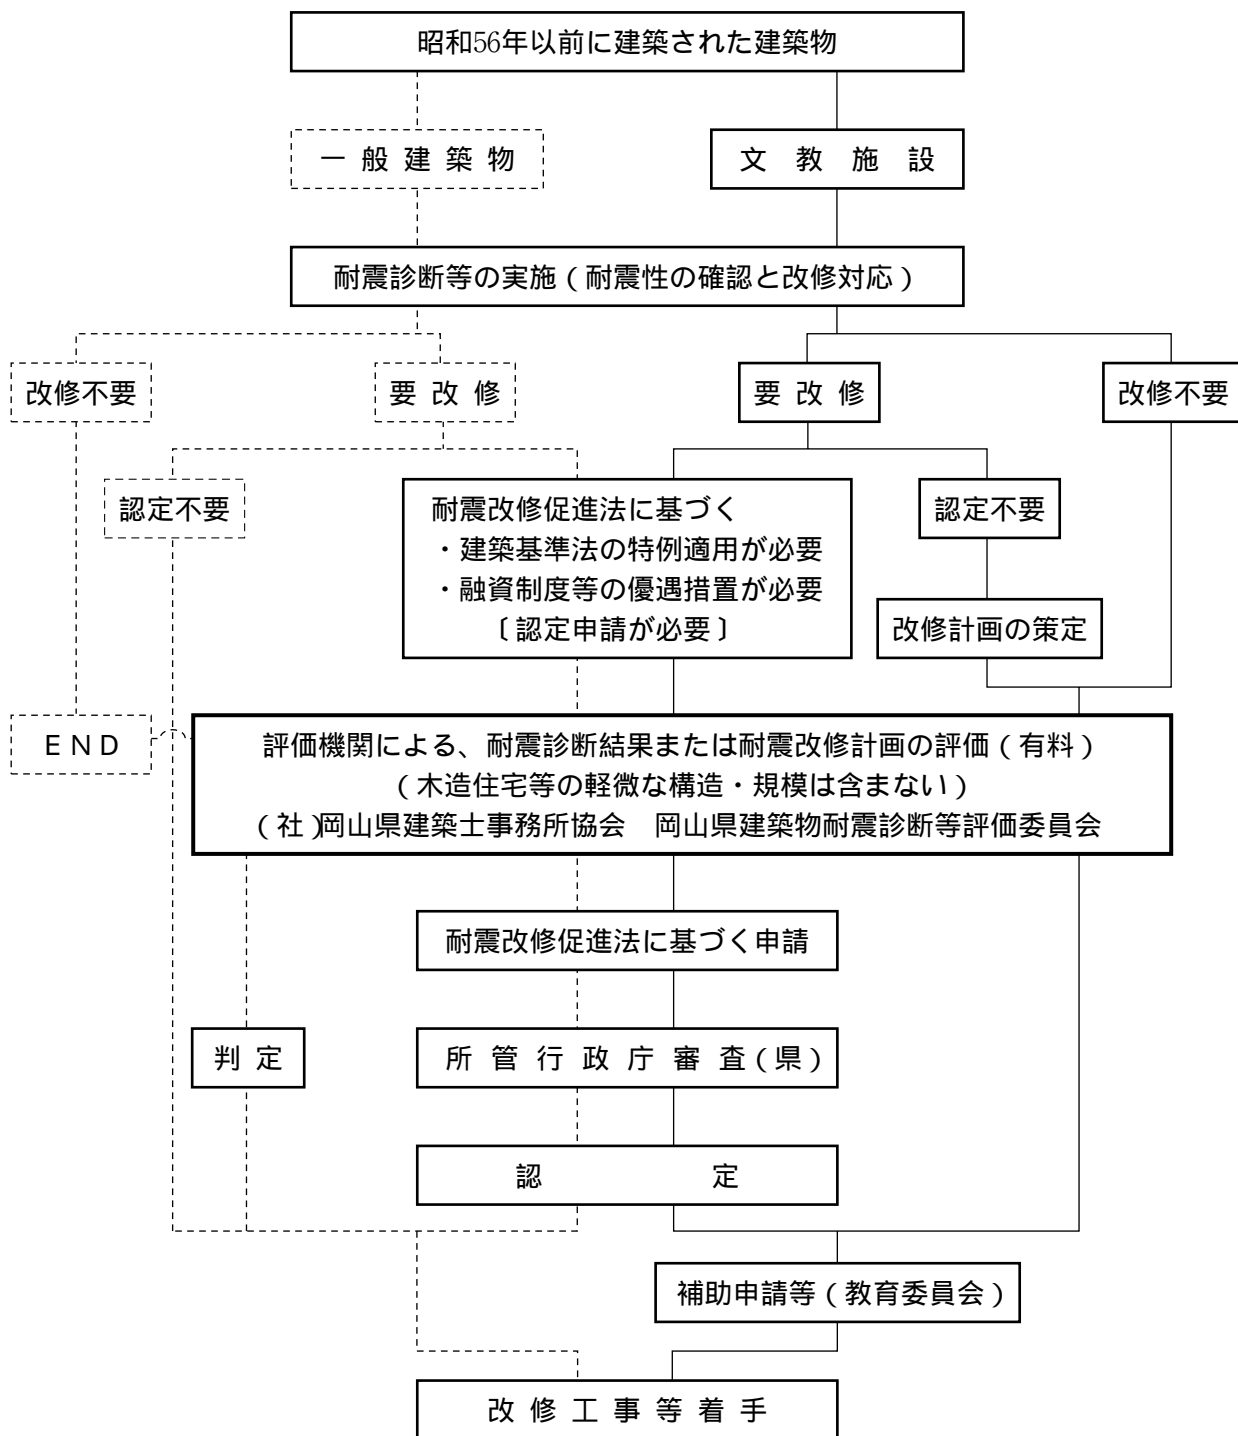 昭和56年以前に建築された建築物
一般建築物
文教施設
耐震診断等の実施(耐震性の確認と改修対応)
改修不要
要改修
要改修
改修不要
認定不要
耐震改修促進法に基づく
・建築基準法の特例適用が必要
・融資制度等の優遇措置が必要
〔認定申請が必要〕
認定不要
改修計画の策定
END
評価機関による、耐震診断結果または耐震改修計画の評価(有料)
(木造住宅等の軽微な構造・規模は含まない)
(社)岡山県建築士事務所協会 岡山県建築物耐震診断等評価委員会
耐震改修促進法に基づく申請
判定
所管行政庁審査(県)
認定
補助申請等(教育委員会)
改修工事等着手